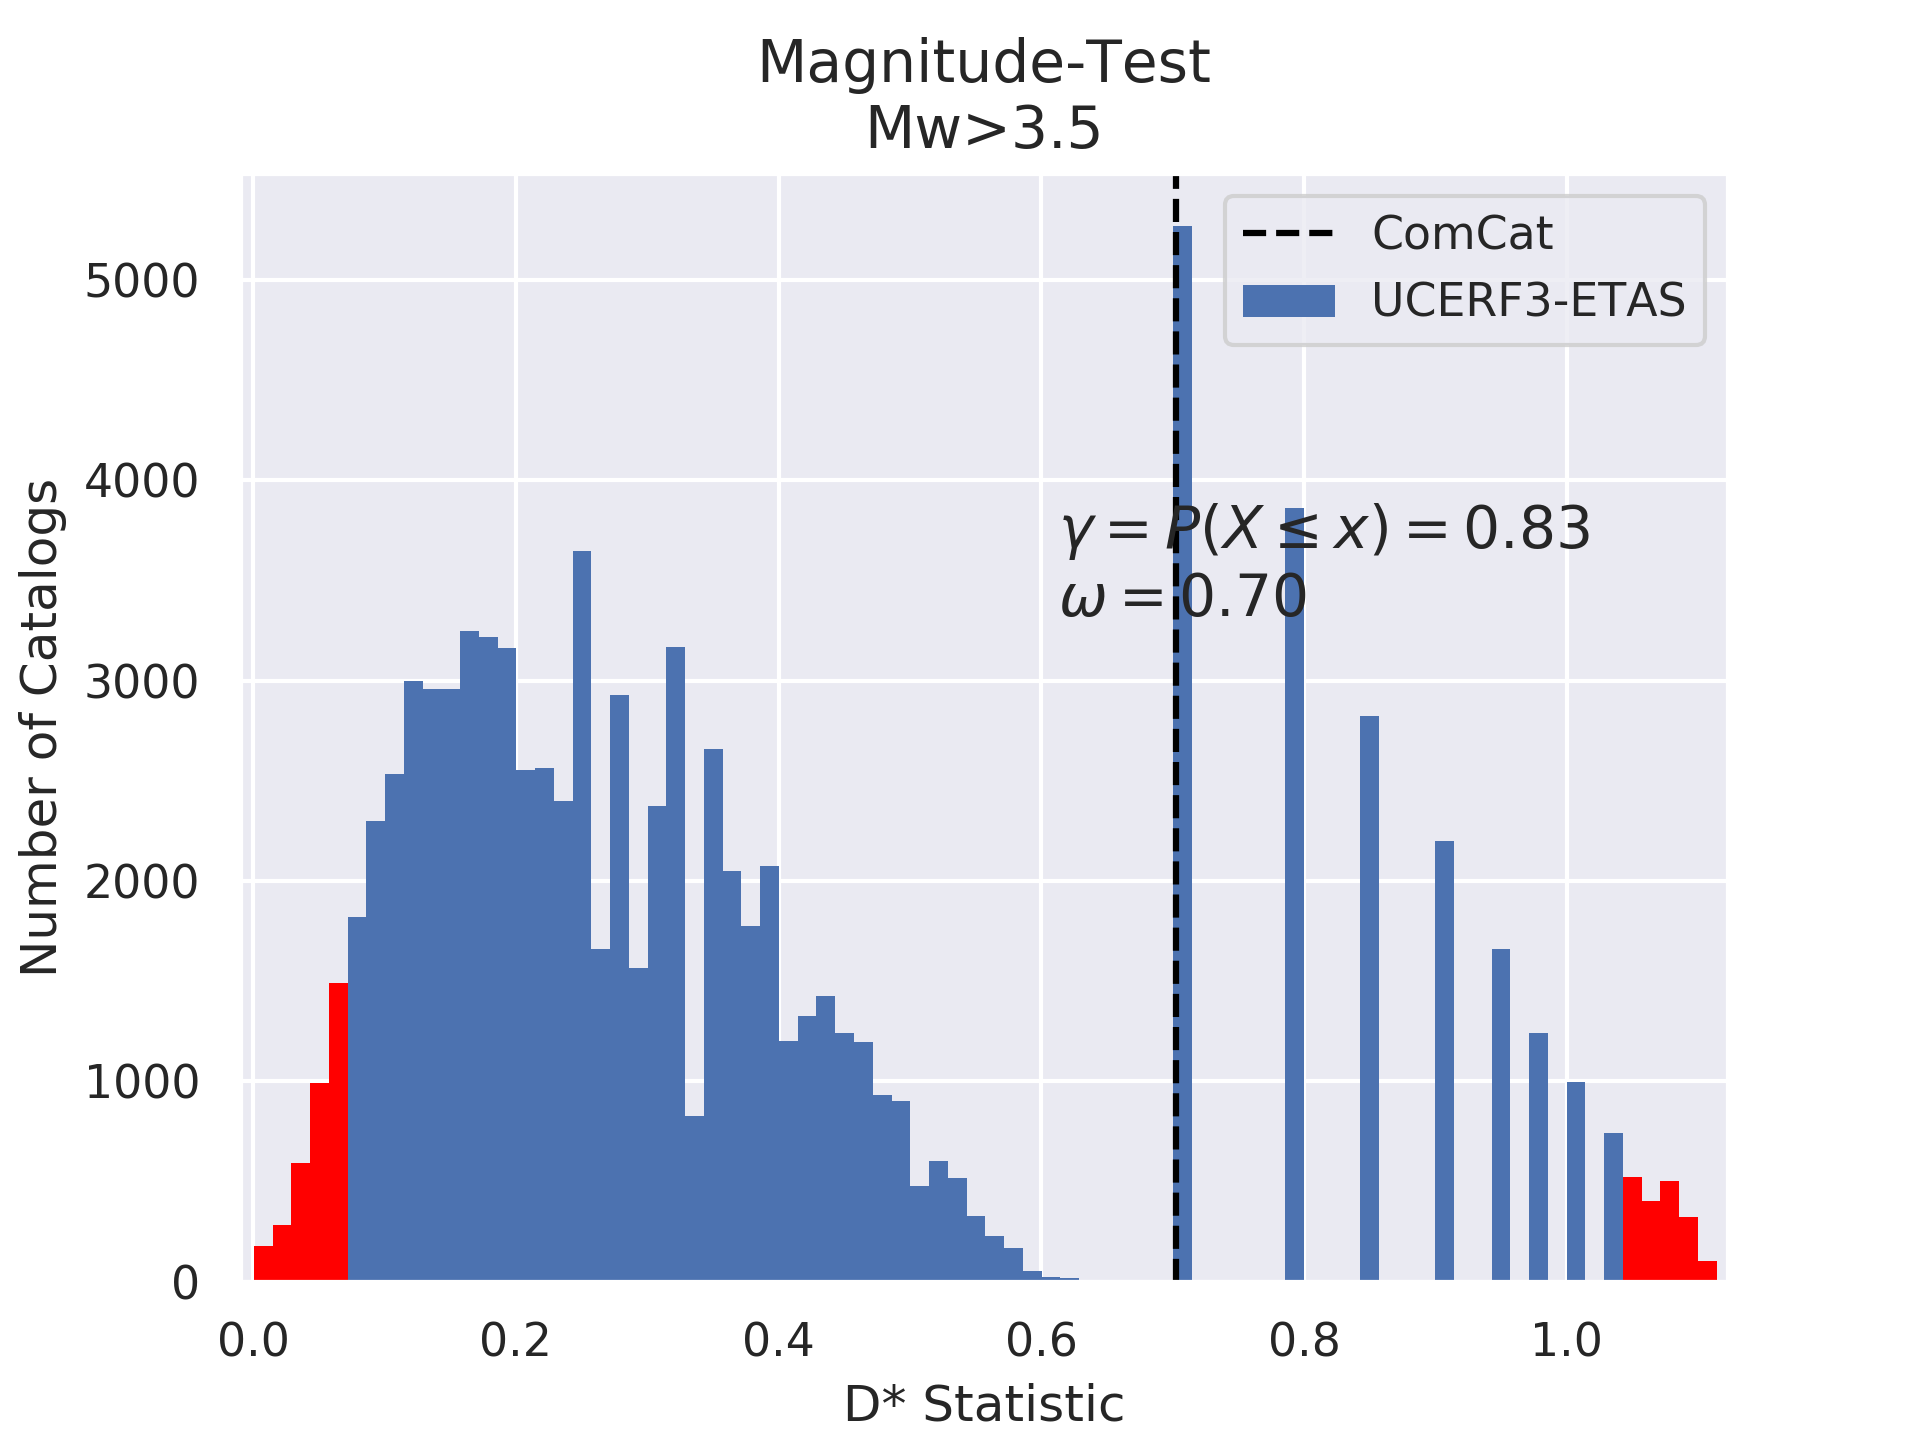 Magnitude-Test
Mw>3.5
ComCat
UCERF3-ETAS
γ = P(X ≤ x) = 0.83
ω = 0.70
Number of Catalogs
5000
4000
3000
2000
1000
0
0.0 0.2 0.4 0.6 0.8 1.0
D* Statistic